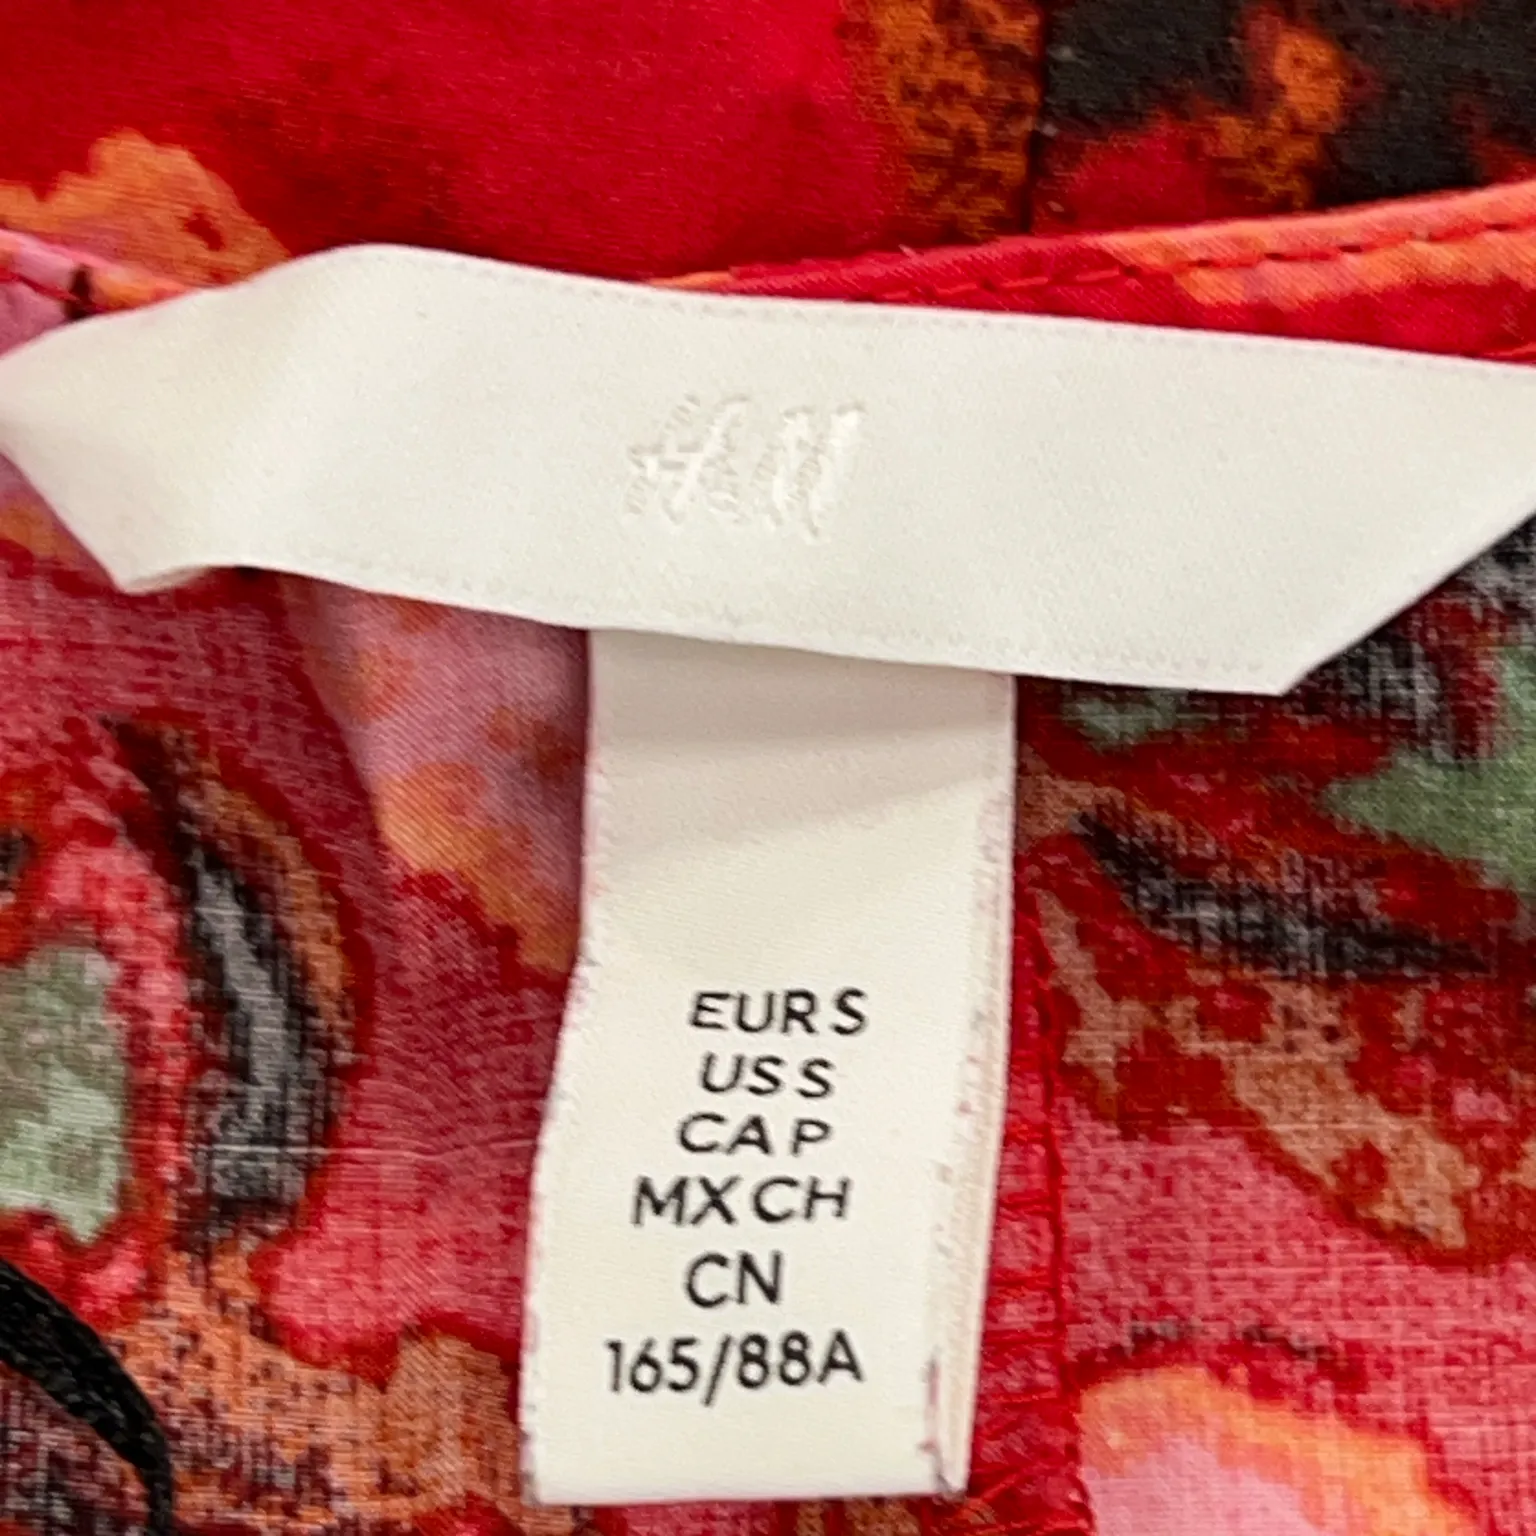 H&M
EUR S
US S
CA P
MX CH
CN
165/88A